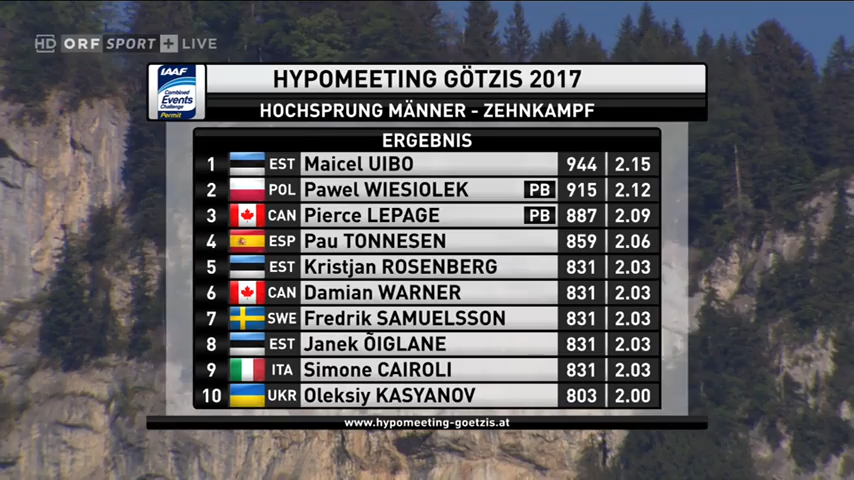 HD ORF SPORT + LIVE
IAAF
Combined
Events
Challenge
Permit
HYPOMEETING GÖTZIS 2017
HOCHSPRUNG MÄNNER - ZEHNKAMPF
ERGEBNIS
1 EST Maicel UIBO 944 2.15
2 POL Pawel WIESIOLEK PB 915 2.12
3 CAN Pierce LEPAGE PB 887 2.09
4 ESP Pau TONNESEN 859 2.06
5 EST Kristjan ROSENBERG 831 2.03
6 CAN Damian WARNER 831 2.03
7 SWE Fredrik SAMUELSSON 831 2.03
8 EST Janek ÕIGLANE 831 2.03
9 ITA Simone CAIROLI 831 2.03
10 UKR Oleksiy KASYANOV 803 2.00
www.hypomeeting-goetzis.at